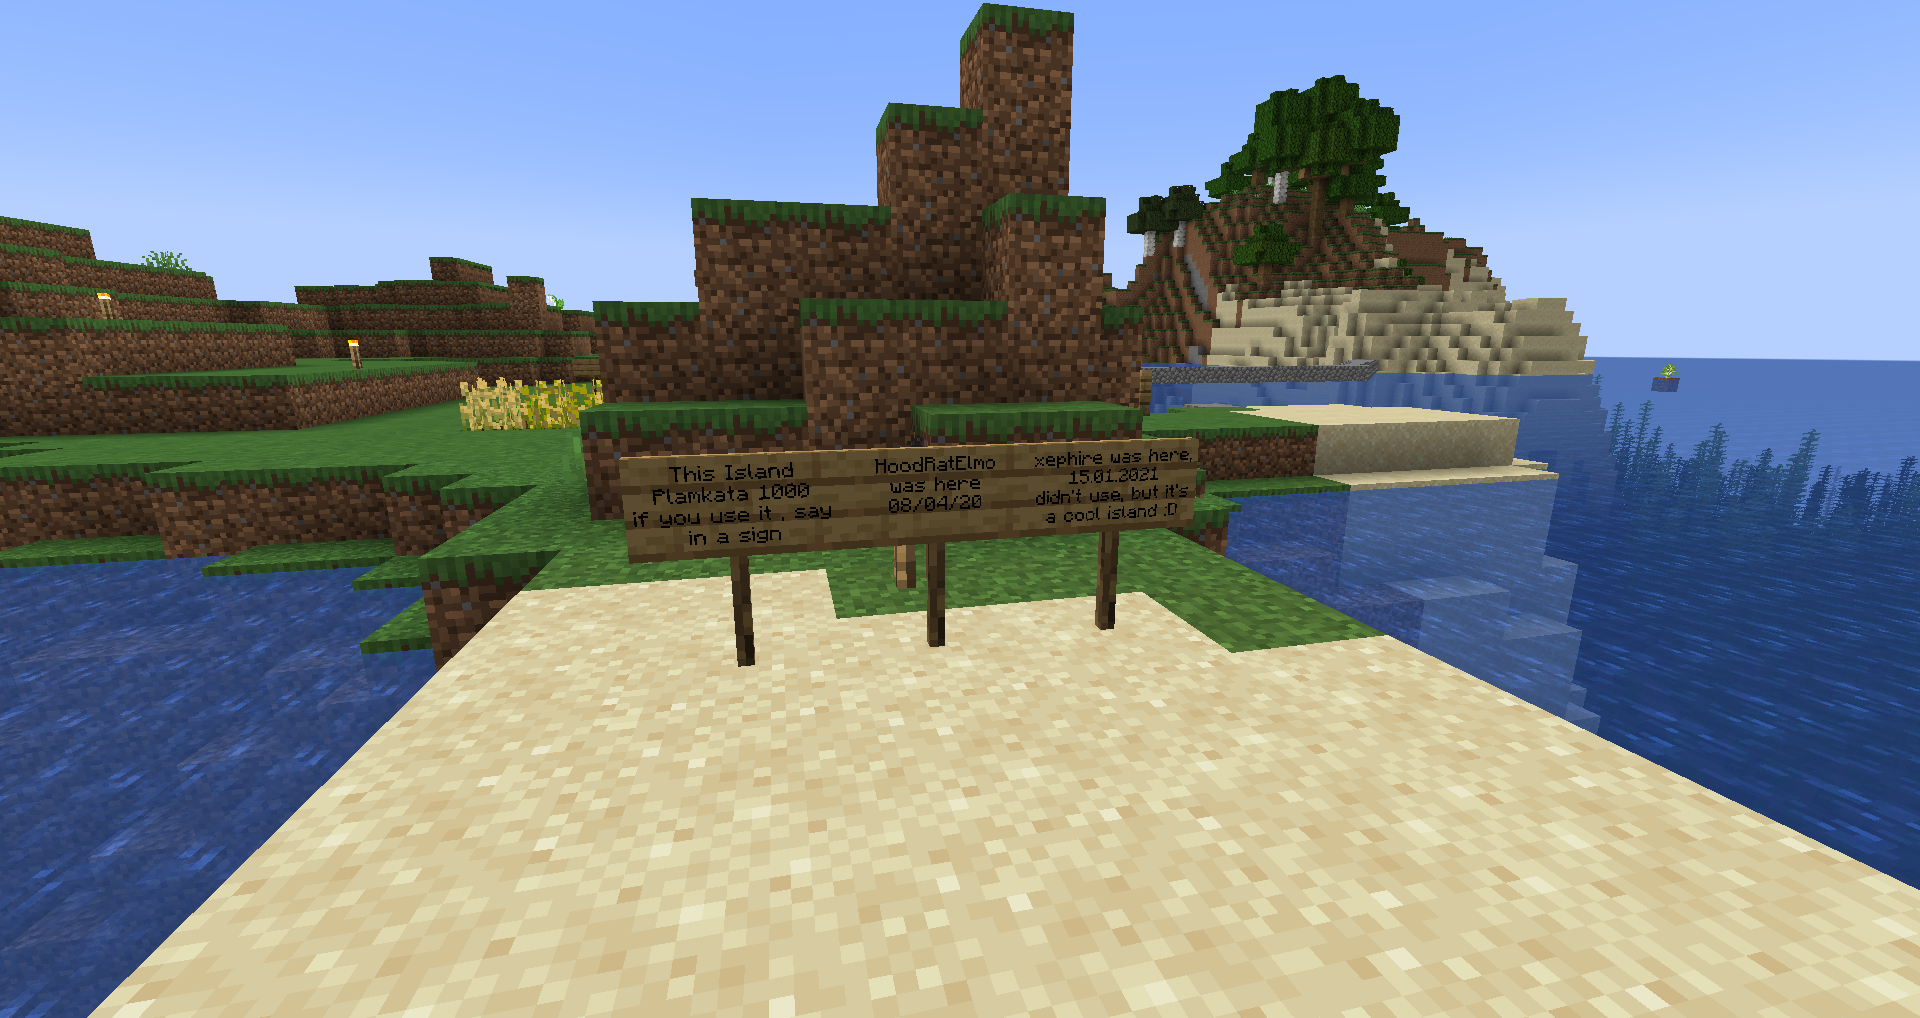 This Island
Plamkata 1000
if you use it , say
in a sign
HoodRatElmo
was here
08/04/20
xephire was here,
15.01.2021
didn't use, but it's
a cool island :D